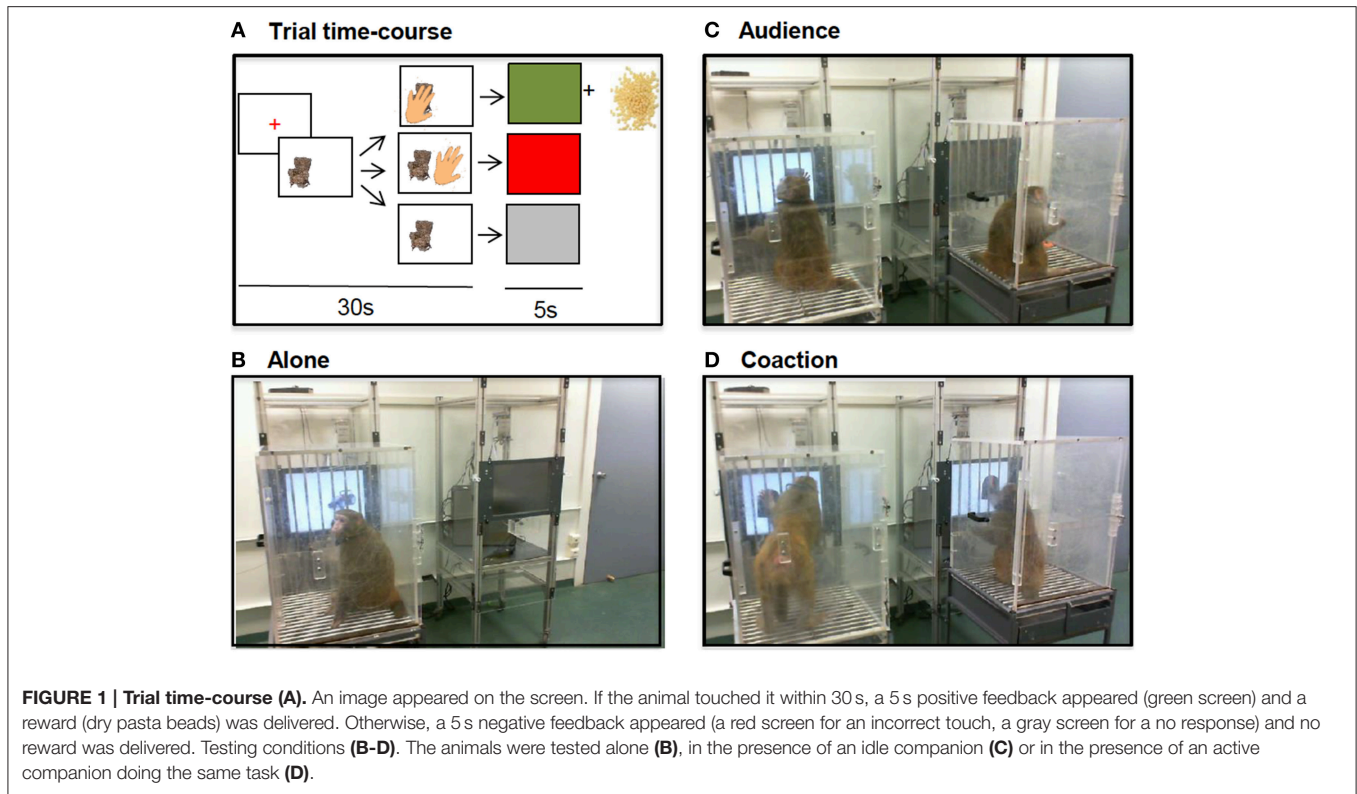 A Trial time-course
+
30s
5s
C Audience
B Alone
D Coaction
FIGURE 1 | Trial time-course (A). An image appeared on the screen. If the animal touched it within 30 s, a 5 s positive feedback appeared (green screen) and a
reward (dry pasta beads) was delivered. Otherwise, a 5 s negative feedback appeared (a red screen for an incorrect touch, a gray screen for a no response) and no
reward was delivered. Testing conditions (B-D). The animals were tested alone (B), in the presence of an idle companion (C) or in the presence of an active
companion doing the same task (D).